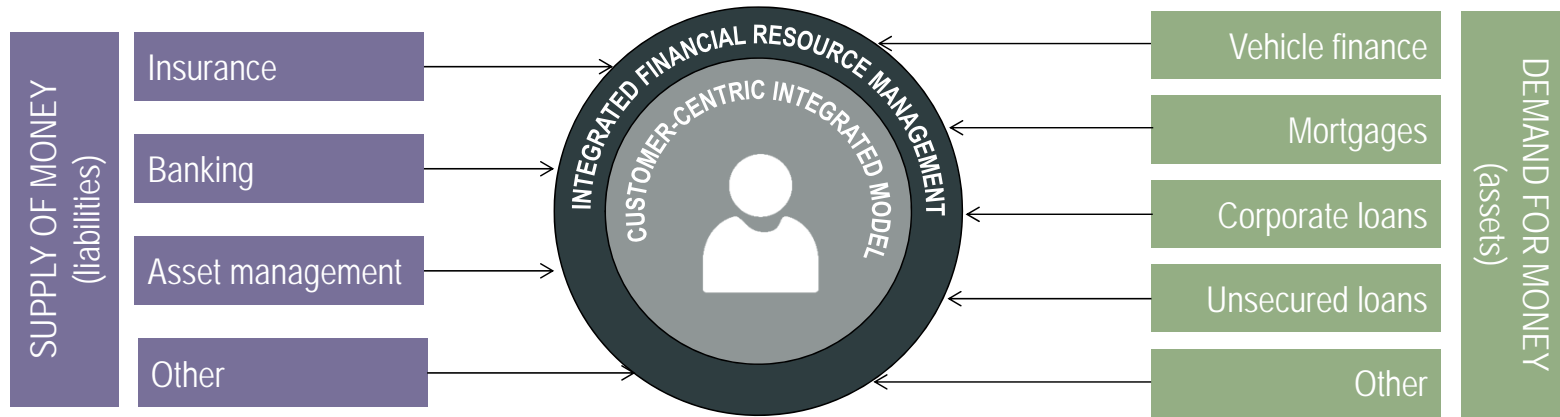 SUPPLY OF MONEY
(liabilities)
Insurance
Banking
Asset management
Other
INTEGRATED FINANCIAL RESOURCE MANAGEMENT
CUSTOMER-CENTRIC INTEGRATED MODEL
Vehicle finance
Mortgages
Corporate loans
Unsecured loans
Other
DEMAND FOR MONEY
(assets)